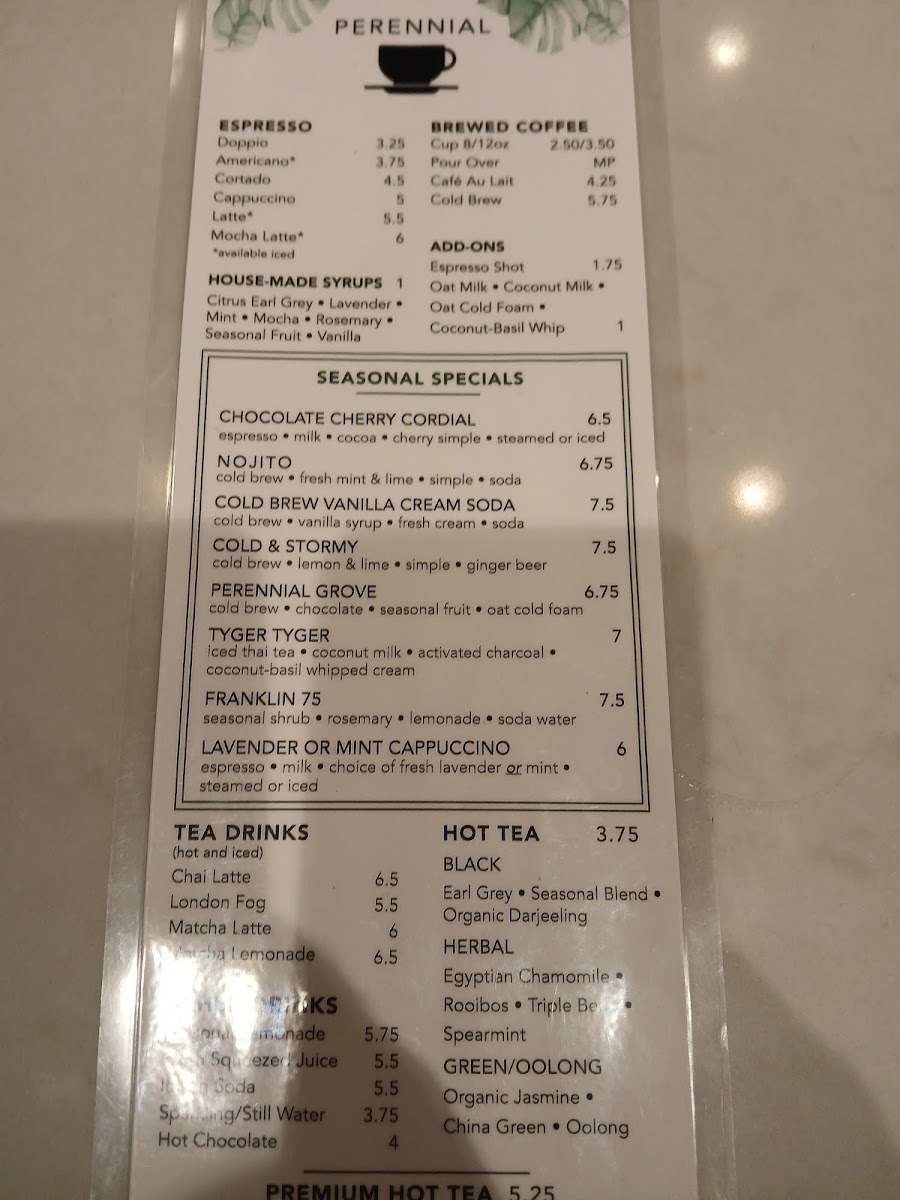 PERENNIAL
ESPRESSO
Doppio 3.25
Americano* 3.75
Cortado 4.5
Cappuccino 5
Latte* 5.5
Mocha Latte* 6
*available iced
HOUSE-MADE SYRUPS 1
Citrus Earl Grey • Lavender •
Mint • Mocha • Rosemary •
Seasonal Fruit • Vanilla
BREWED COFFEE
Cup 8/12oz 2.50/3.50
Pour Over MP
Café Au Lait 4.25
Cold Brew 5.75
ADD-ONS
Espresso Shot 1.75
Oat Milk • Coconut Milk •
Oat Cold Foam •
Coconut-Basil Whip 1
SEASONAL SPECIALS
CHOCOLATE CHERRY CORDIAL 6.5
espresso • milk • cocoa • cherry simple • steamed or iced
NOJITO 6.75
cold brew • fresh mint & lime • simple • soda
COLD BREW VANILLA CREAM SODA 7.5
cold brew • vanilla syrup • fresh cream • soda
COLD & STORMY 7.5
cold brew • lemon & lime • simple • ginger beer
PERENNIAL GROVE 6.75
cold brew • chocolate • seasonal fruit • oat cold foam
TYGER TYGER 7
iced thai tea • coconut milk • activated charcoal •
coconut-basil whipped cream
FRANKLIN 75 7.5
seasonal shrub • rosemary • lemonade • soda water
LAVENDER OR MINT CAPPUCCINO 6
espresso • milk • choice of fresh lavender or mint •
steamed or iced
TEA DRINKS
(hot and iced)
Chai Latte 6.5
London Fog 5.5
Matcha Latte 6
Matcha Lemonade 6.5
DRINKS
Lemonade 5.75
Squeezed Juice 5.5
Soda 5.5
Sparkling/Still Water 3.75
Hot Chocolate 4
HOT TEA 3.75
BLACK
Earl Grey • Seasonal Blend •
Organic Darjeeling
HERBAL
Egyptian Chamomile •
Rooibos • Triple •
Spearmint
GREEN/OOLONG
Organic Jasmine •
China Green • Oolong
PREMIUM HOT TEA 5.25